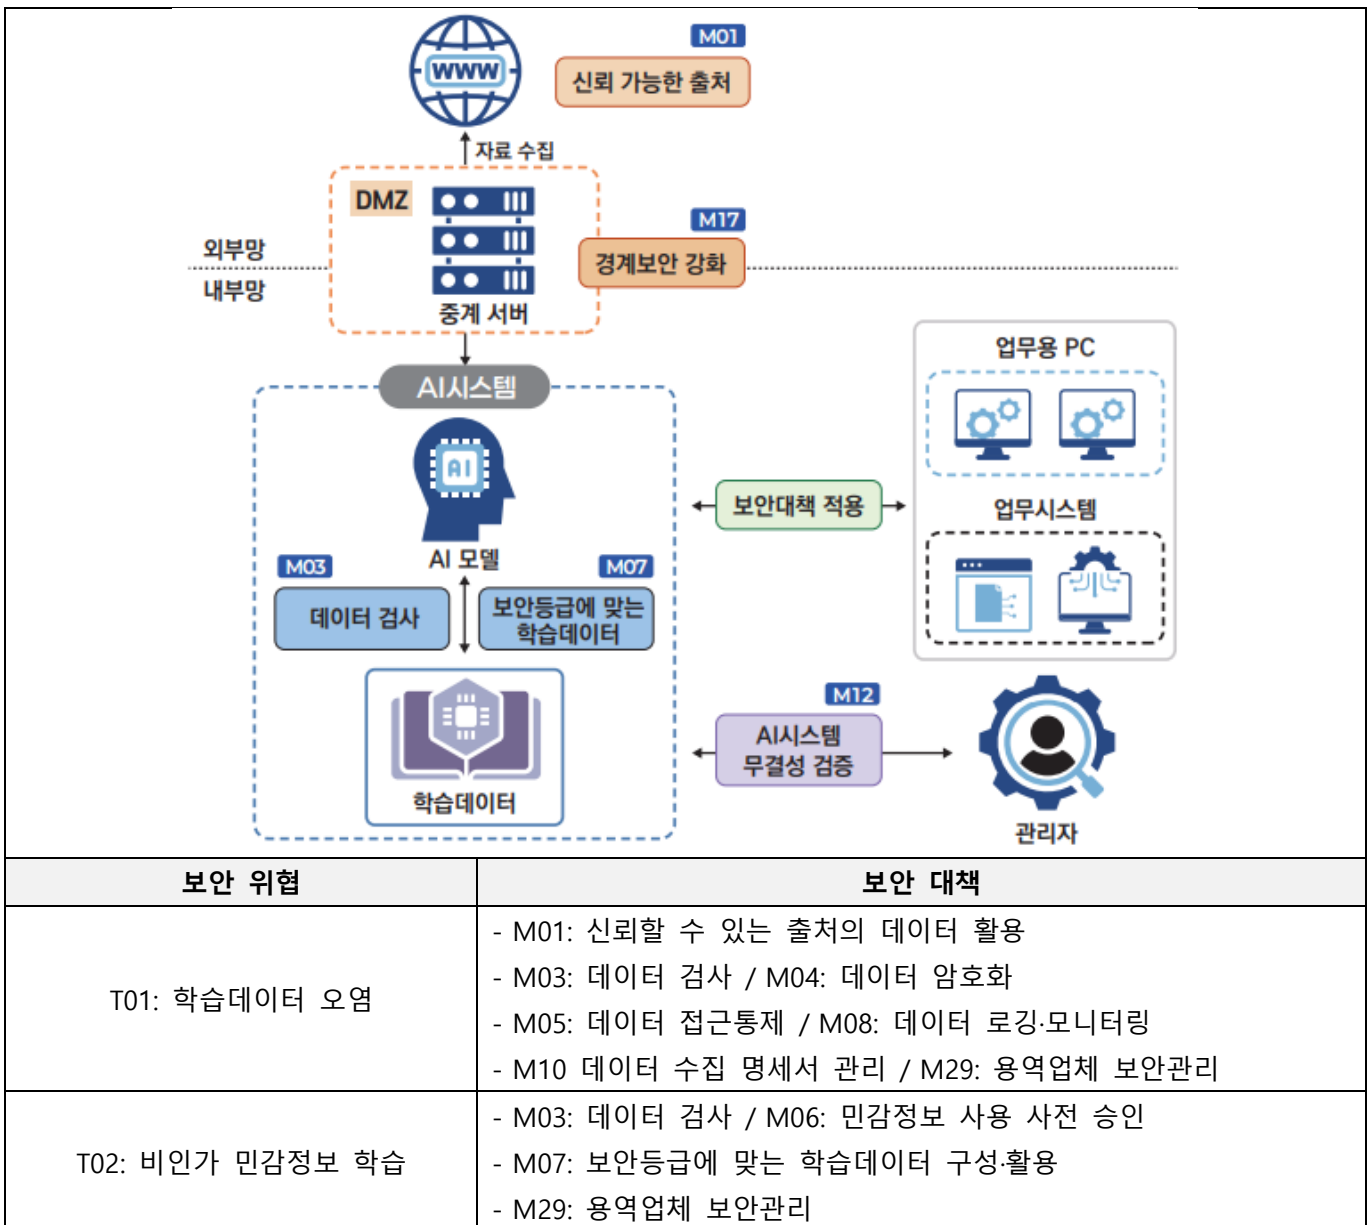 M01
WWW
신뢰 가능한 출처
자료 수집
DMZ
M17
외부망
경계보안 강화
내부망
중계 서버
업무용 PC
AI시스템
AI
보안대책 적용
업무시스템
AI 모델
M03
M07
데이터 검사
보안등급에 맞는
학습데이터
M12
AI시스템
무결성 검증
학습데이터
관리자
보안 위협
보안 대책
T01: 학습데이터 오염
- M01: 신뢰할 수 있는 출처의 데이터 활용
- M03: 데이터 검사 / M04: 데이터 암호화
- M05: 데이터 접근통제 / M08: 데이터 로깅·모니터링
- M10 데이터 수집 명세서 관리 / M29: 용역업체 보안관리
T02: 비인가 민감정보 학습
- M03: 데이터 검사 / M06: 민감정보 사용 사전 승인
- M07: 보안등급에 맞는 학습데이터 구성·활용
- M29: 용역업체 보안관리